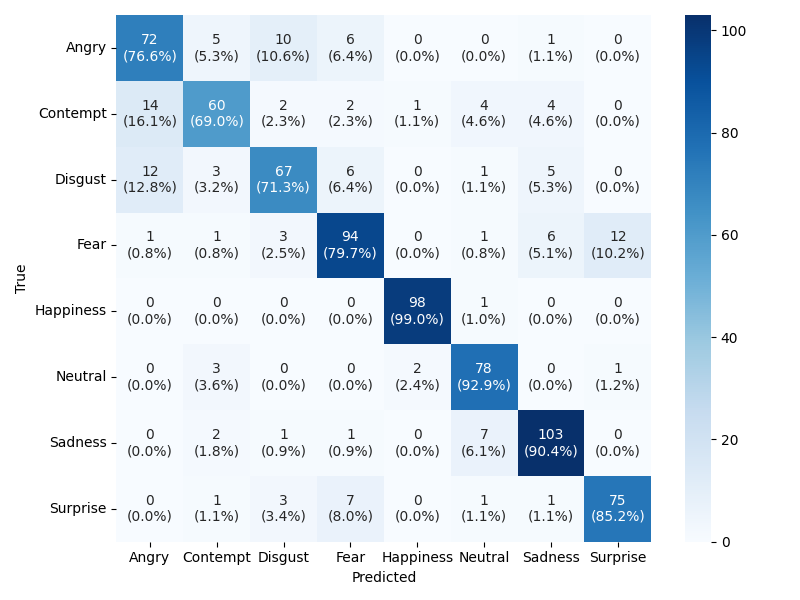 Angry 72 5 10 6 0 0 1 0
(76.6%) (5.3%) (10.6%) (6.4%) (0.0%) (0.0%) (1.1%) (0.0%)
Contempt 14 60 2 2 1 4 4 0
(16.1%) (69.0%) (2.3%) (2.3%) (1.1%) (4.6%) (4.6%) (0.0%)
Disgust 12 3 67 6 0 1 5 0
(12.8%) (3.2%) (71.3%) (6.4%) (0.0%) (1.1%) (5.3%) (0.0%)
Fear 1 1 3 94 0 1 6 12
(0.8%) (0.8%) (2.5%) (79.7%) (0.0%) (0.8%) (5.1%) (10.2%)
Happiness 0 0 0 0 98 1 0 0
(0.0%) (0.0%) (0.0%) (0.0%) (99.0%) (1.0%) (0.0%) (0.0%)
Neutral 0 3 0 0 2 78 0 1
(0.0%) (3.6%) (0.0%) (0.0%) (2.4%) (92.9%) (0.0%) (1.2%)
Sadness 0 2 1 1 0 7 103 0
(0.0%) (1.8%) (0.9%) (0.9%) (0.0%) (6.1%) (90.4%) (0.0%)
Surprise 0 1 3 7 0 1 1 75
(0.0%) (1.1%) (3.4%) (8.0%) (0.0%) (1.1%) (1.1%) (85.2%)
Angry Contempt Disgust Fear Happiness Neutral Sadness Surprise
Predicted
True
100
80
60
40
20
0